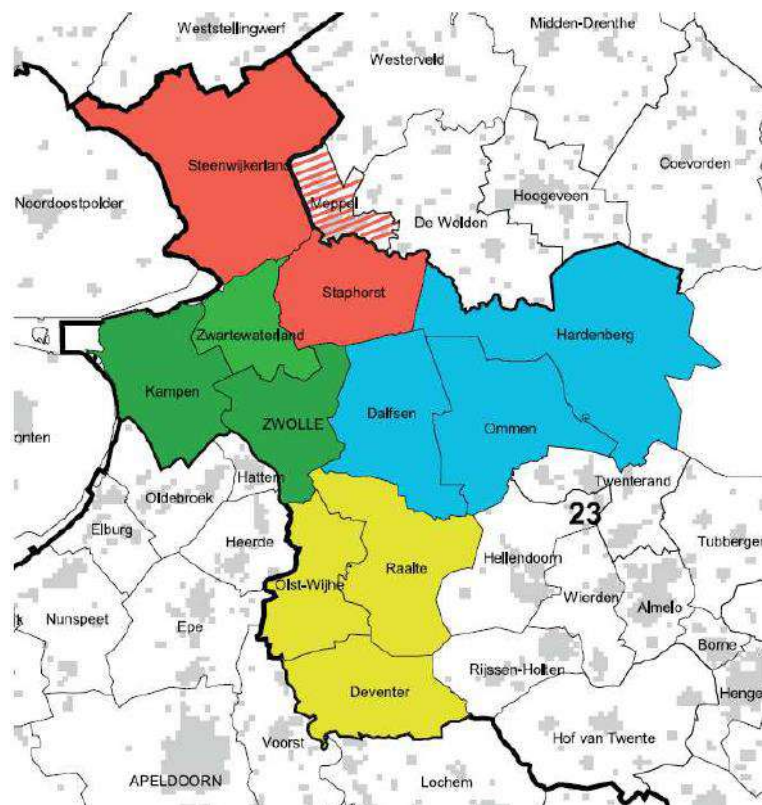 Weststellingwerf
Midden-Drenthe
Westerveld
Steenwijkerland
Coevorden
Noordoostpolder
Meppel
Hoogeveen
De Wolden
Staphorst
Zwartewaterland
Hardenberg
Kampen
ZWOLLE
Dalfsen
Ommen
onten
Hattem
Oldebroek
Twenterand
Elburg
23
Heerde
Hellendoorn
Tubbergen
Raalte
Olst-Wijhe
Wierden
Almelo
Nunspeet
Epe
Borne
Rijssen-Holten
Deventer
Henge
Voorst
Hof van Twente
APELDOORN
Lochem